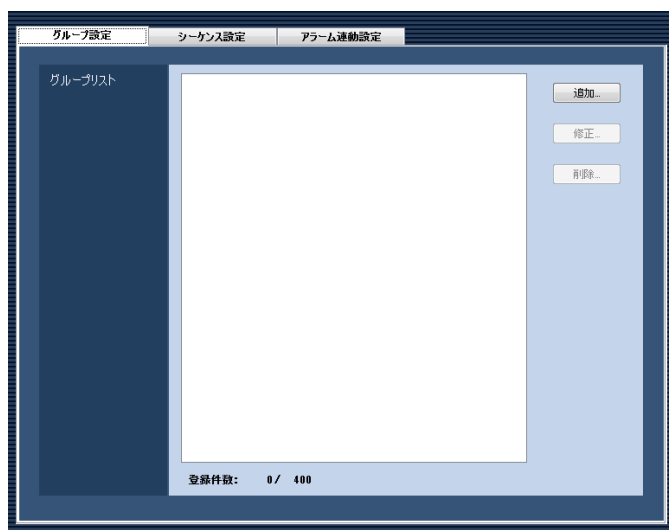 グループ設定 シーケンス設定 アラーム連動設定
グループリスト
追加...
修正...
削除...
登録件数: 0/ 400